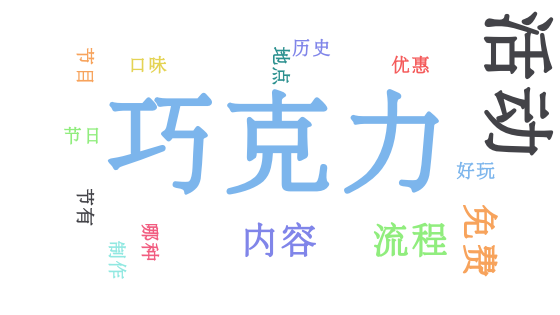 活动
历史
地点
节目
口味
优惠
巧克力
节日
好玩
节有
免费
哪种
内容
流程
制作